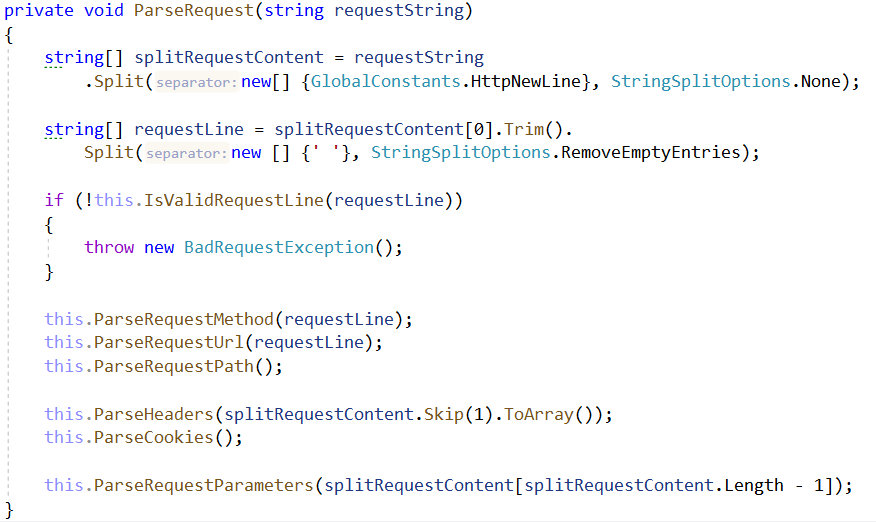 private void ParseRequest(string requestString)
{
    string[] splitRequestContent = requestString
        .Split(separator: new[] {GlobalConstants.HttpNewLine}, StringSplitOptions.None);

    string[] requestLine = splitRequestContent[0].Trim().
        Split(separator: new [] {' '}, StringSplitOptions.RemoveEmptyEntries);

    if (!this.IsValidRequestLine(requestLine))
    {
        throw new BadRequestException();
    }

    this.ParseRequestMethod(requestLine);
    this.ParseRequestUrl(requestLine);
    this.ParseRequestPath();

    this.ParseHeaders(splitRequestContent.Skip(1).ToArray());
    this.ParseCookies();

    this.ParseRequestParameters(splitRequestContent[splitRequestContent.Length - 1]);
}